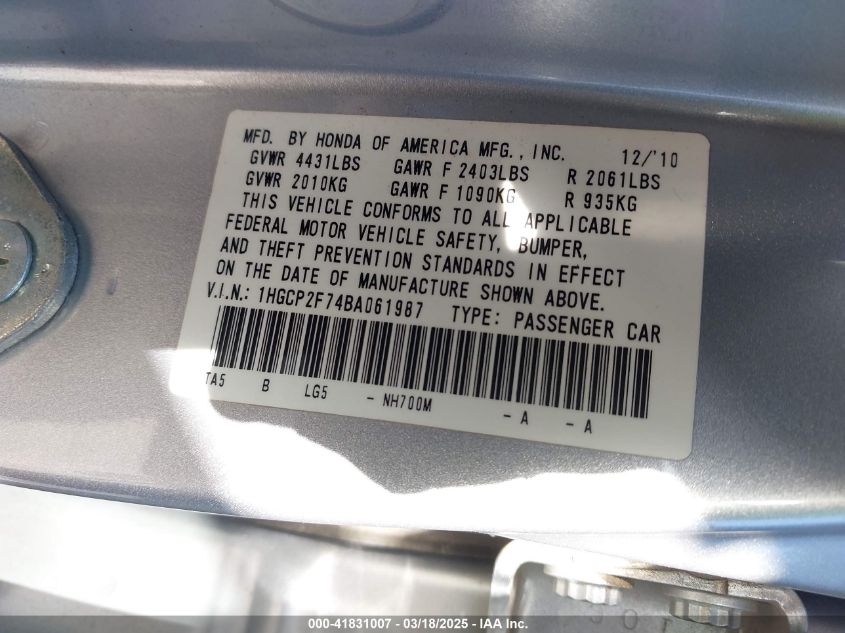 MFD. BY HONDA OF AMERICA MFG., INC. 12/'10
GVWR 4431LBS GAWR F 2403LBS R 2061LBS
GVWR 2010KG GAWR F 1090KG R 935KG
THIS VEHICLE CONFORMS TO ALL APPLICABLE
FEDERAL MOTOR VEHICLE SAFETY, BUMPER,
AND THEFT PREVENTION STANDARDS IN EFFECT
ON THE DATE OF MANUFACTURE SHOWN ABOVE.
V.I.N.: 1HGCP2F74BA061987 TYPE: PASSENGER CAR
TA5 B LG5 - NH700M - A - A
000-41831007 - 03/18/2025 - IAA Inc.